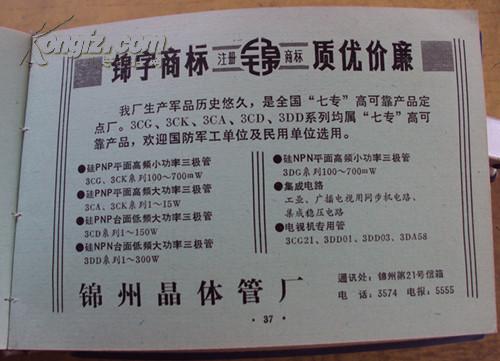 Kongfz.com
锦字商标 注册 锦 商标 质优价廉
我厂生产军品历史悠久，是全国“七专”高可靠产品定
点厂。3CG、3CK、3CA、3CD、3DD系列均属“七专”高可
靠产品，欢迎国防军工单位及民用单位选用。
●硅PNP平面高频小功率三极管
3CG、3CK系列100～700mW
●硅PNP平面高频大功率三极管
3CA、3CK系列1～15W
●硅PNP台面低频大功率三极管
3CD系列1～150W
●硅NPN台面低频大功率三极管
3DD系列1～300W
●硅NPN平面高频小功率三极管
3DG系列100～700mW
●集成电路
工业、广播电视用同步机电路、
集成稳压电路
●电视机专用管
3CG21、3DD01、3DD03、3DA58
锦州晶体管厂
通讯处：锦州第21号信箱
电 话：3574 电报：5555
· 37 ·